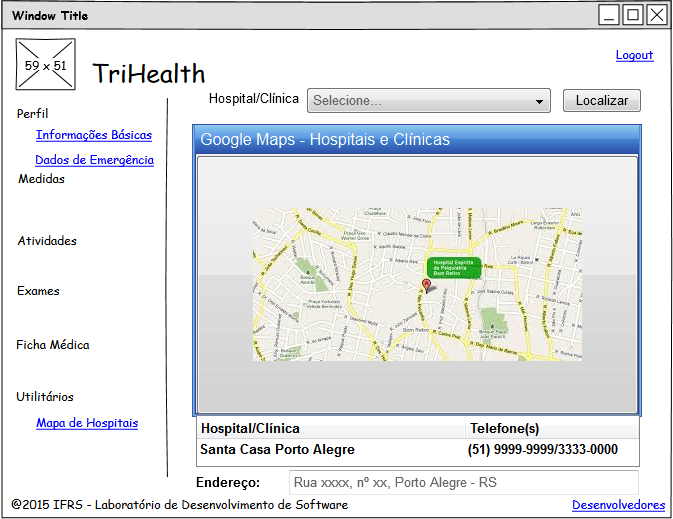 Window Title
59 x 51
TriHealth
Logout
Hospital/Clínica
Selecione...
Localizar
Perfil
Informações Básicas
Dados de Emergência
Medidas
Atividades
Exames
Ficha Médica
Utilitários
Mapa de Hospitais
Google Maps - Hospitais e Clínicas
Hospital Espírita
de Psiquiatria
Bom Retiro
A
Bom Retiro
Hospital/Clínica Telefone(s)
Santa Casa Porto Alegre (51) 9999-9999/3333-0000
Endereço: Rua xxxx, nº xx, Porto Alegre - RS
©2015 IFRS - Laboratório de Desenvolvimento de Software
Desenvolvedores